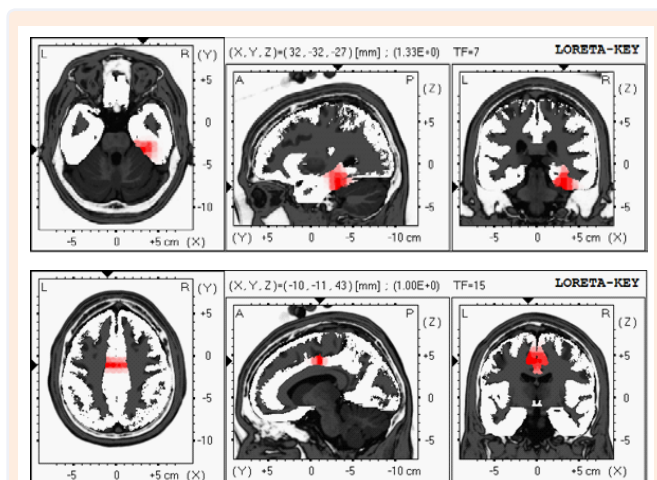 (X, Y, Z)=(32, -32, -27) [mm] ; (1.33E+0) TF=7 LORETA-KEY
L R (Y)
+5
0
-5
-10
-5 0 +5 cm (X)
A P (Z)
+5
0
-5
(Y) +5 0 -5 -10 cm
L R (Z)
+5
0
-5
-5 0 +5 cm (X)
(X, Y, Z)=(-10, -11, 43) [mm] ; (1.00E+0) TF=15 LORETA-KEY
L R (Y)
+5
0
-5
-10
-5 0 +5 cm (X)
A P (Z)
+5
0
-5
(Y) +5 0 -5 -10 cm
L R (Z)
+5
0
-5
-5 0 +5 cm (X)